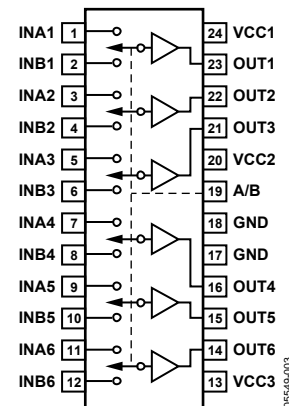 INA1 1 24 VCC1
INB1 2 23 OUT1
INA2 3 22 OUT2
INB2 4 21 OUT3
INA3 5 20 VCC2
INB3 6 19 A/B
INA4 7 18 GND
INB4 8 17 GND
INA5 9 16 OUT4
INB5 10 15 OUT5
INA6 11 14 OUT6
INB6 12 13 VCC3
05549-003